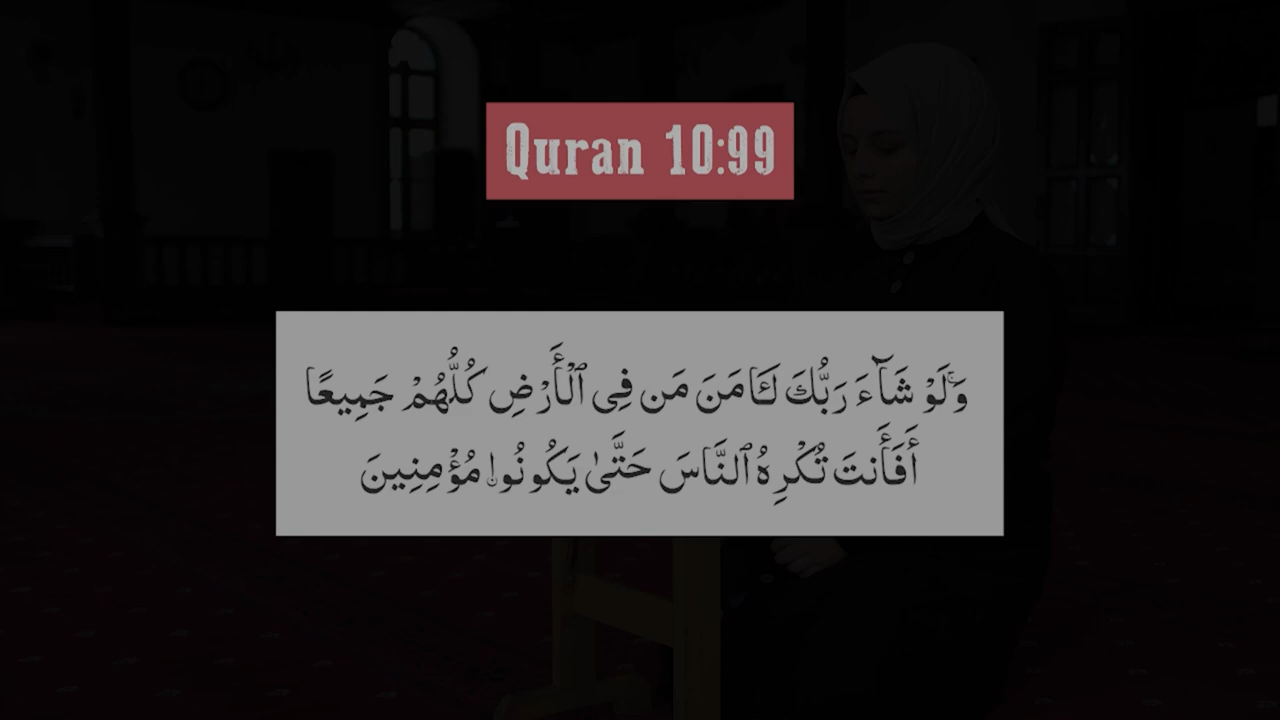 Quran 10:99
وَلَوْ شَآءَ رَبُّكَ لَـَٔامَنَ مَن فِى ٱلْأَرْضِ كُلُّهُمْ جَمِيعًا
أَفَأَنتَ تُكْرِهُ ٱلنَّاسَ حَتَّىٰ يَكُونُوا۟ مُؤْمِنِينَ